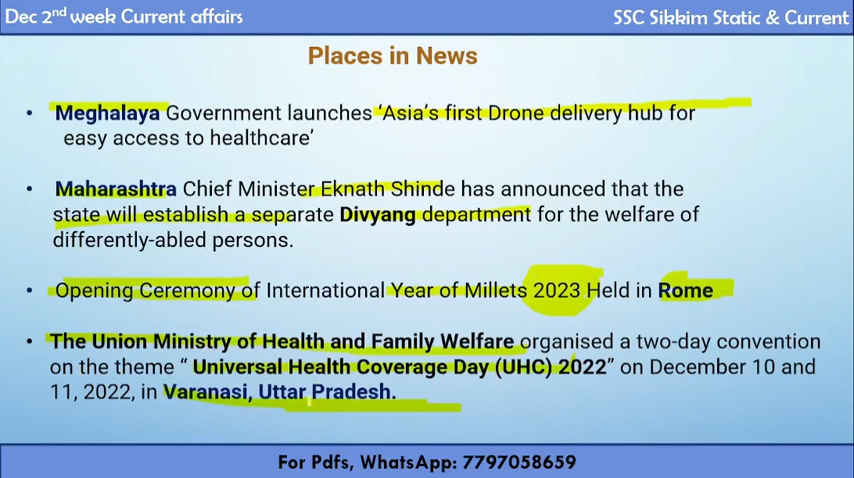 Dec 2nd week Current affairs
SSC Sikkim Static & Current
Places in News
• Meghalaya Government launches ‘Asia’s first Drone delivery hub for
easy access to healthcare’
• Maharashtra Chief Minister Eknath Shinde has announced that the
state will establish a separate Divyang department for the welfare of
differently-abled persons.
• Opening Ceremony of International Year of Millets 2023 Held in Rome
• The Union Ministry of Health and Family Welfare organised a two-day convention
on the theme “ Universal Health Coverage Day (UHC) 2022” on December 10 and
11, 2022, in Varanasi, Uttar Pradesh.
For Pdfs, WhatsApp: 7797058659